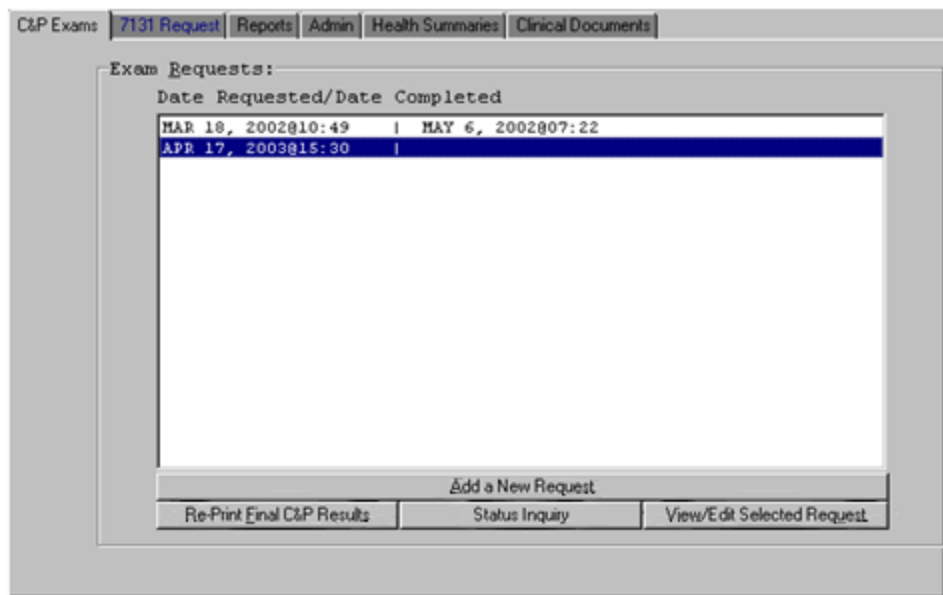 C&P Exams 7131 Request Reports Admin Health Summaries Clinical Documents
Exam Requests:
Date Requested/Date Completed
MAR 18, 2002@10:49 | MAY 6, 2002@07:22
APR 17, 2003@15:30 |
Add a New Request
Re-Print Final C&P Results Status Inquiry View/Edit Selected Request